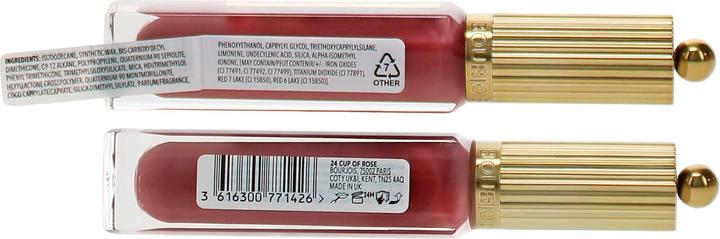 INGREDIENTS: ISODODECANE, SYNTHETIC WAX, BIS-CARBOXYDECYL
DIMETHICONE, C9-12 ALKANE, POLYPROPYLENE, QUATERNIUM-90 SEPIOLITE,
PHENYL TRIMETHICONE, TRIMETHYLSILOXYSILICATE, MICA, HDI/TRIMETHYLOL
HEXYLLACTONE CROSSPOLYMER, QUATERNIUM-90 MONTMORILLONITE,
COCO-CAPRYLATE/CAPRATE, SILICA DIMETHYL SILYLATE, PARFUM/FRAGRANCE,
PHENOXYETHANOL, CAPRYLYL GLYCOL, TRIETHOXYCAPRYLYLSILANE,
LIMONENE, UNDECYLENIC ACID, SILICA, ALPHA-ISOMETHYL
IONONE, [MAY CONTAIN/PEUT CONTENIR/+/-: IRON OXIDES
(CI 77491, CI 77492, CI 77499), TITANIUM DIOXIDE (CI 77891),
RED 7 LAKE (CI 15850), RED 6 LAKE (CI 15850)].
7
OTHER
BOURJ
24 CUP OF ROSE
BOURJOIS, 75002 PARIS
COTY UK&I, KENT, TN25 4AQ
MADE IN UK
24M
3 616300 771426